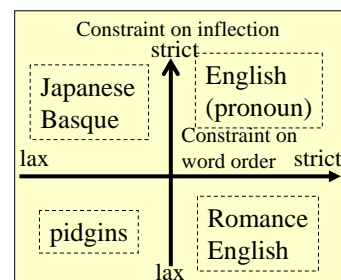 Constraint on inflection
strict
English
(pronoun)
Japanese
Basque
Constraint on
word order
lax
strict
pidgins
Romance
English
lax